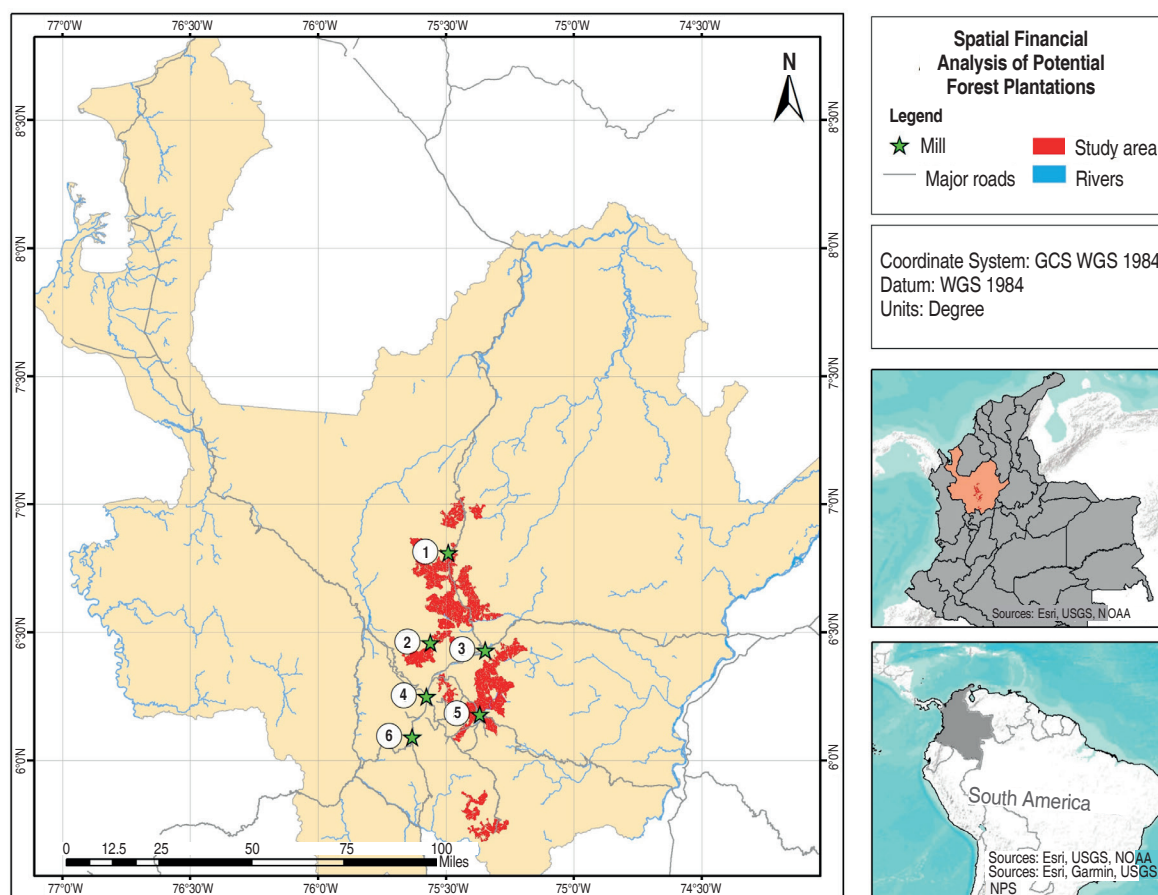 77°0'W 76°30'W 76°0'W 75°30'W 75°0'W 74°30'W
8°30'N
8°0'N
7°30'N
7°0'N
6°30'N
6°0'N
8°30'N
8°0'N
7°30'N
7°0'N
6°30'N
6°0'N
N
1
2
3
4
5
6
0 12.5 25 50 75 100
Miles
77°0'W 76°30'W 76°0'W 75°30'W 75°0'W 74°30'W
Spatial Financial
Analysis of Potential
Forest Plantations
Legend
Mill
Study area
Major roads
Rivers
Coordinate System: GCS WGS 1984
Datum: WGS 1984
Units: Degree
Sources: Esri, USGS, NOAA
South America
Sources: Esri, USGS, NOAA
Sources: Esri, Garmin, USGS
NPS